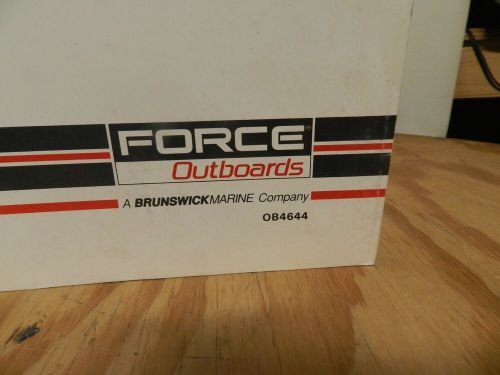 FORCE®
Outboards
A BRUNSWICKMARINE Company
OB4644